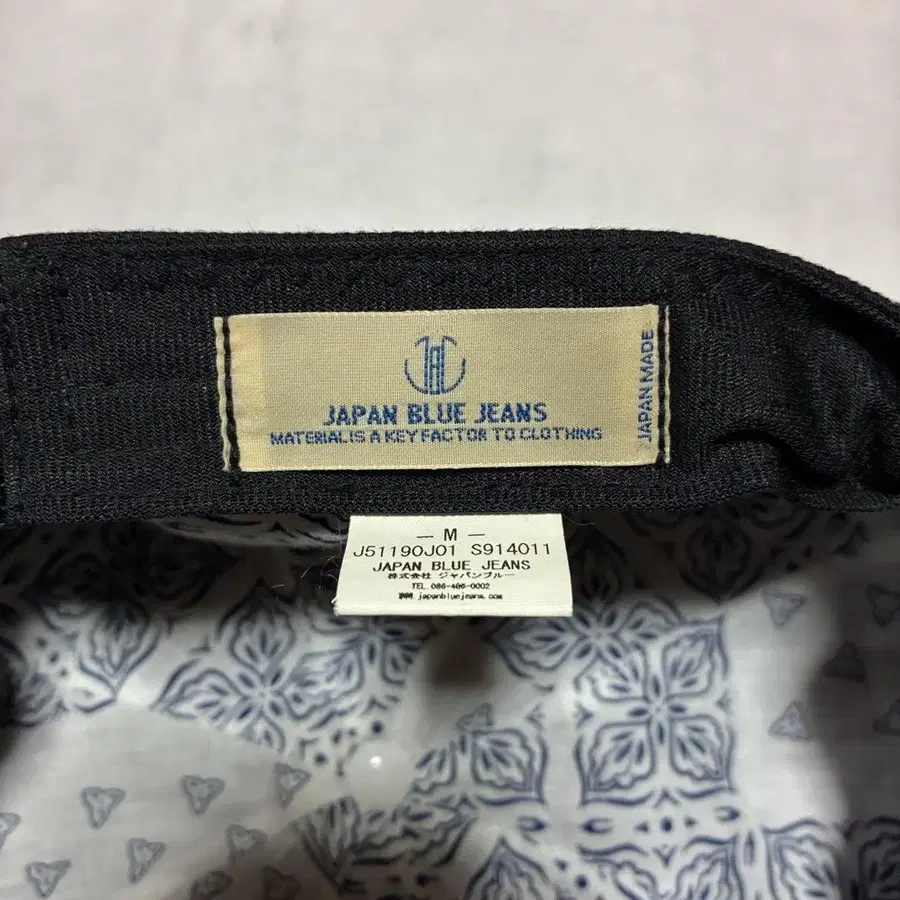 JAPAN BLUE JEANS
MATERIAL IS A KEY FACTOR TO CLOTHING
JAPAN MADE
— M —
J51190J01 S914011
JAPAN BLUE JEANS
株式会社 ジャパンブルー
TEL.086-486-0002
WWW.japanbluejeans.com